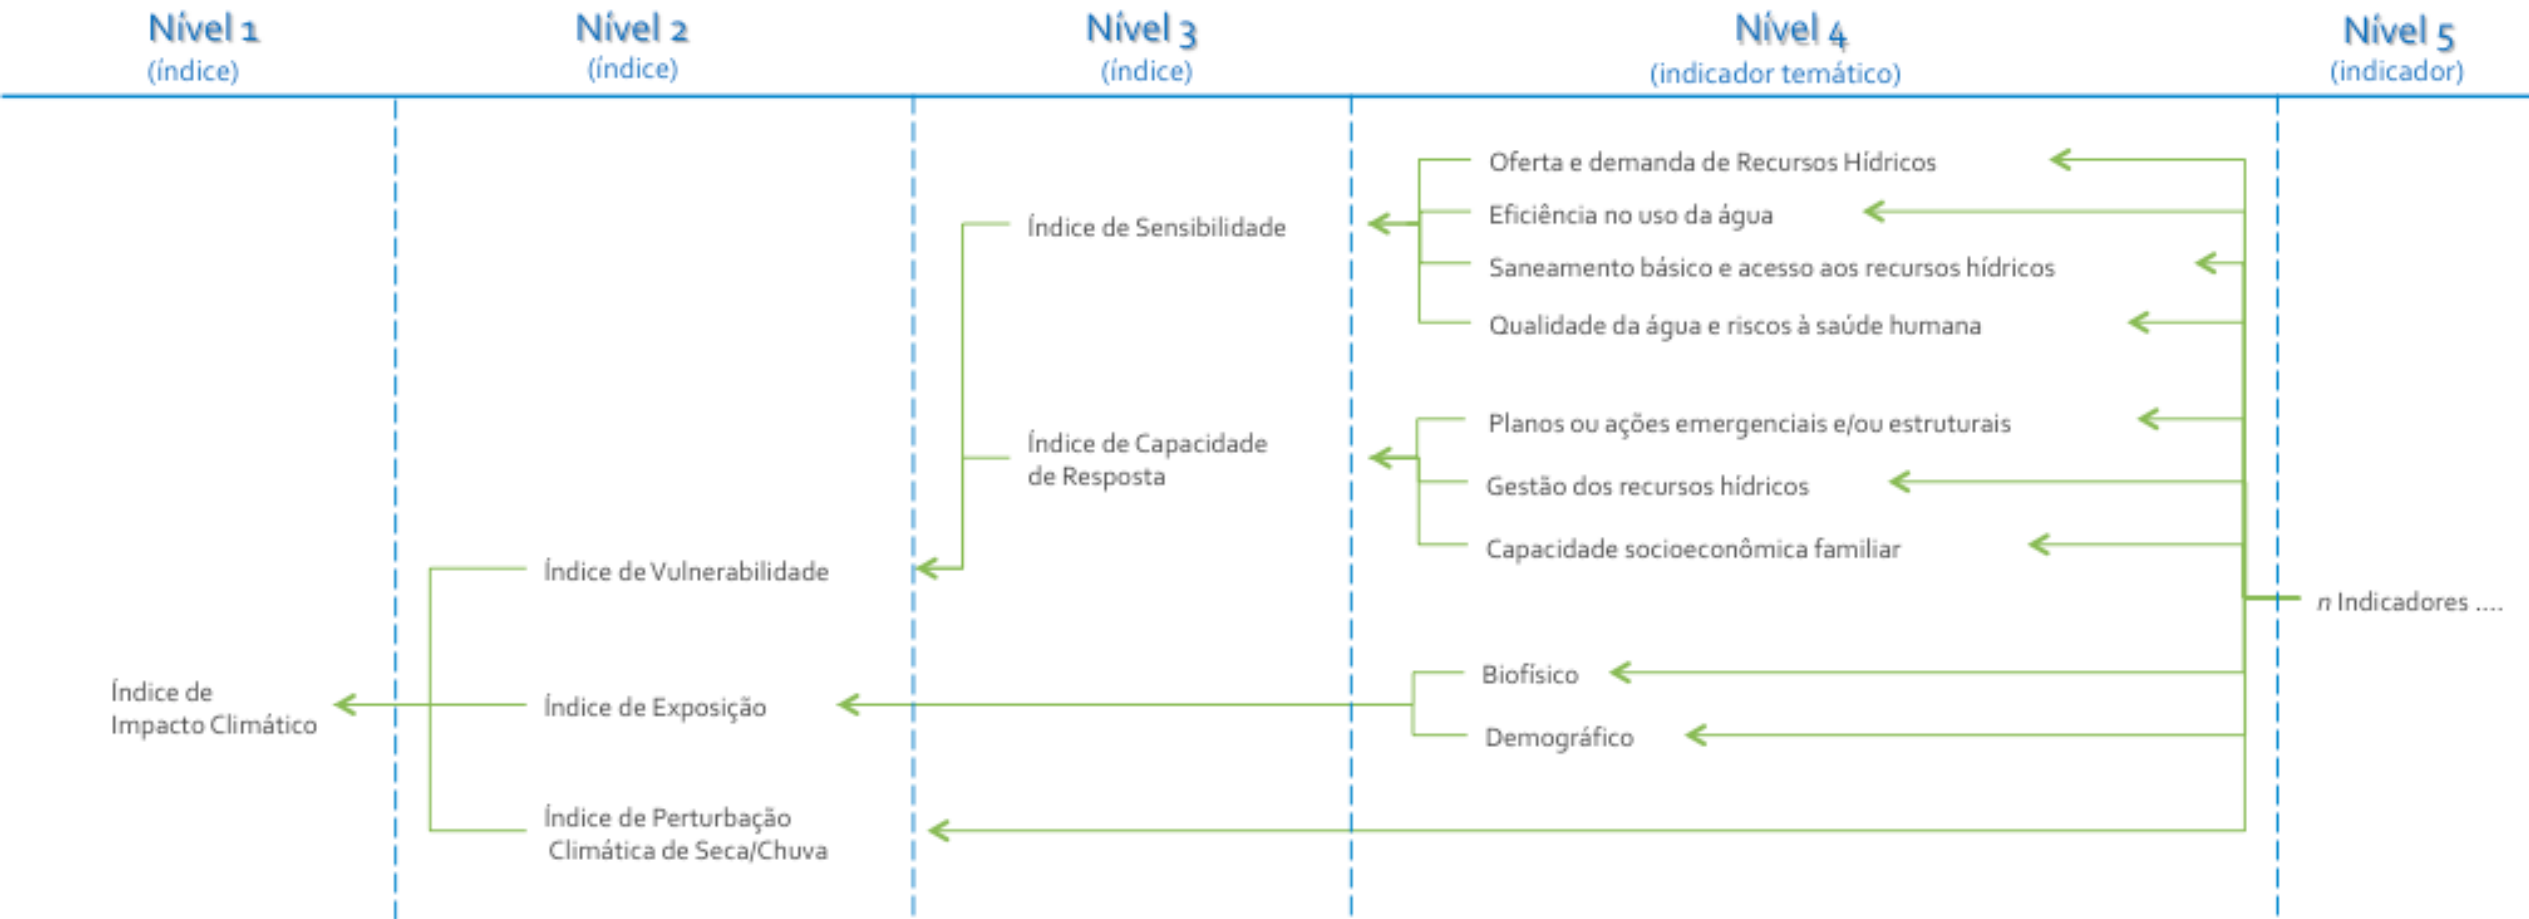 Nível 1
(índice)
Nível 2
(índice)
Nível 3
(índice)
Nível 4
(indicador temático)
Nível 5
(indicador)
Índice de
Impacto Climático
Índice de Vulnerabilidade
Índice de Exposição
Índice de Perturbação
Climática de Seca/Chuva
Índice de Sensibilidade
Índice de Capacidade
de Resposta
Oferta e demanda de Recursos Hídricos
Eficiência no uso da água
Saneamento básico e acesso aos recursos hídricos
Qualidade da água e riscos à saúde humana
Planos ou ações emergenciais e/ou estruturais
Gestão dos recursos hídricos
Capacidade socioeconômica familiar
Biofísico
Demográfico
n Indicadores ....